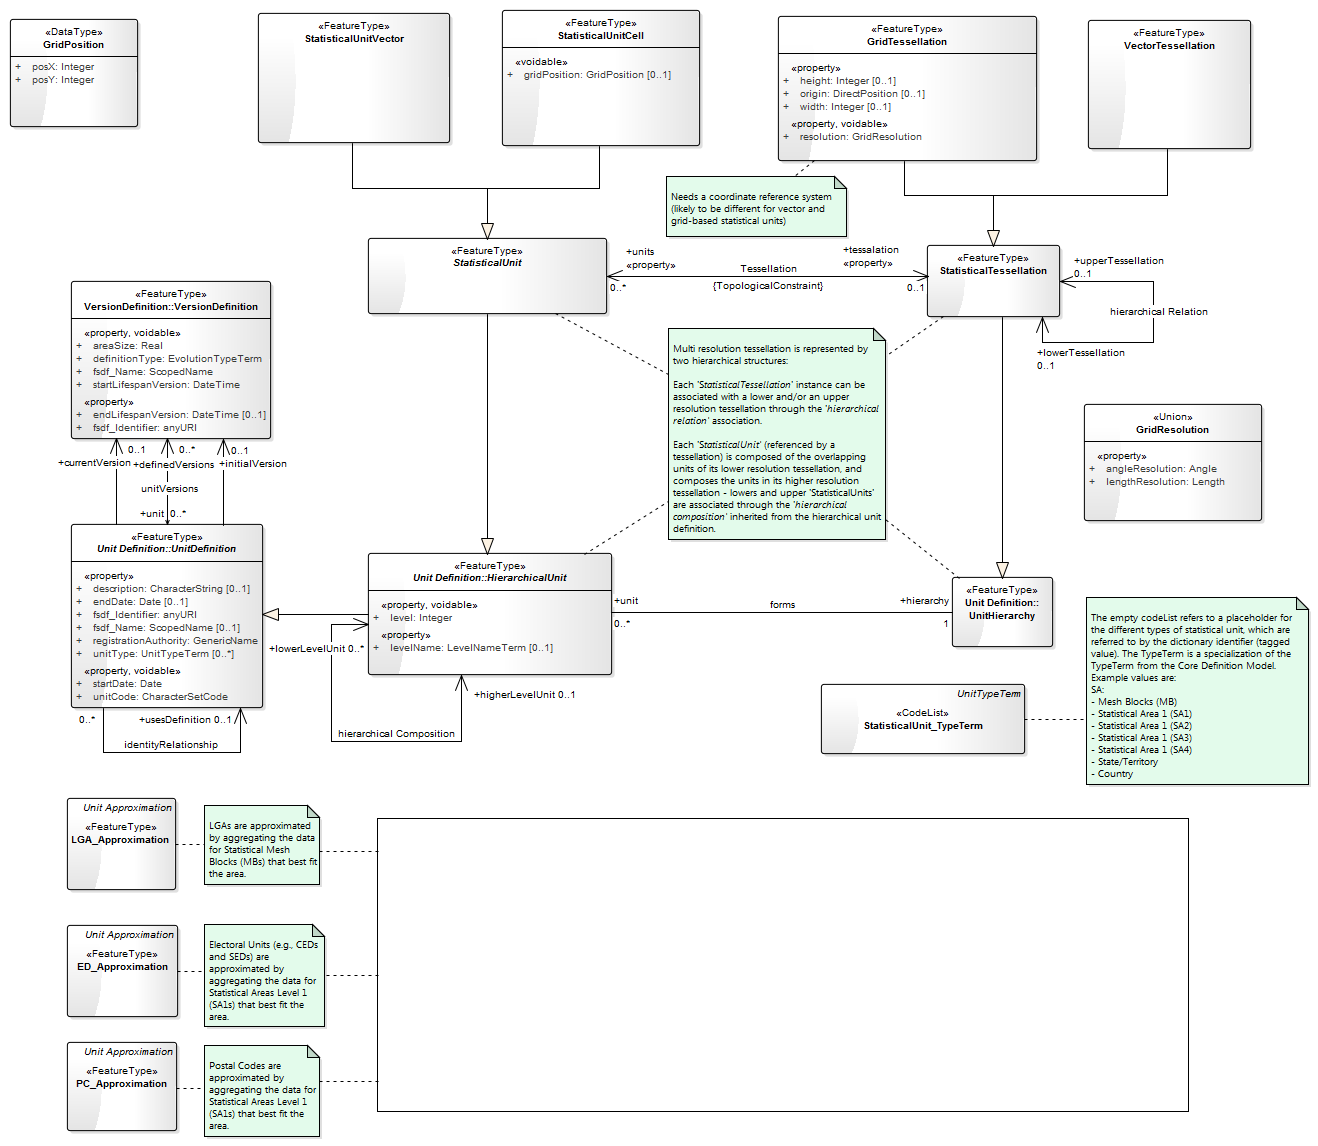 «DataType»
GridPosition
+ posX: Integer
+ posY: Integer
«FeatureType»
StatisticalUnitVector
«FeatureType»
StatisticalUnitCell
«voidable»
+ gridPosition: GridPosition [0..1]
«FeatureType»
GridTessellation
«property»
+ height: Integer [0..1]
+ origin: DirectPosition [0..1]
+ width: Integer [0..1]
«property, voidable»
+ resolution: GridResolution
«FeatureType»
VectorTessellation
Needs a coordinate reference system
(likely to be different for vector and
grid-based statistical units)
«FeatureType»
StatisticalUnit
+units
«property»
0..*
Tessellation
{TopologicalConstraint}
+tessalation
«property»
0..1
«FeatureType»
StatisticalTessellation
+upperTessellation
0..1
hierarchical Relation
+lowerTessellation
0..1
«FeatureType»
VersionDefinition::VersionDefinition
«property, voidable»
+ areaSize: Real
+ definitionType: EvolutionTypeTerm
+ fsdf_Name: ScopedName
+ startLifespanVersion: DateTime
«property»
+ endLifespanVersion: DateTime [0..1]
+ fsdf_Identifier: anyURI
0..1
0..*
0..1
+currentVersion
+definedVersions
+initialVersion
unitVersions
+unit
0..*
Multi resolution tessellation is represented by
two hierarchical structures:
Each 'StatisticalTessellation' instance can be
associated with a lower and/or an upper
resolution tessellation through the 'hierarchical
relation' association.
Each 'StatisticalUnit' (referenced by a
tessellation) is composed of the overlapping
units of its lower resolution tessellation, and
composes the units in its higher resolution
tessellation - lowers and upper 'StatisticalUnits'
are associated through the 'hierarchical
composition' inherited from the hierarchical unit
definition.
«Union»
GridResolution
«property»
+ angleResolution: Angle
+ lengthResolution: Length
«FeatureType»
Unit Definition::UnitDefinition
«property»
+ description: CharacterString [0..1]
+ endDate: Date [0..1]
+ fsdf_Identifier: anyURI
+ fsdf_Name: ScopedName [0..1]
+ registrationAuthority: GenericName
+ unitType: UnitTypeTerm [0..*]
«property, voidable»
+ startDate: Date
+ unitCode: CharacterSetCode
0..*
+usesDefinition 0..1
identityRelationship
«FeatureType»
Unit Definition::HierarchicalUnit
«property, voidable»
+ level: Integer
«property»
+ levelName: LevelNameTerm [0..1]
+lowerLevelUnit 0..*
+higherLevelUnit 0..1
hierarchical Composition
+unit
0..*
forms
+hierarchy
1
«FeatureType»
Unit Definition::
UnitHierarchy
UnitTypeTerm
«CodeList»
StatisticalUnit_TypeTerm
The empty codeList refers to a placeholder for
the different types of statistical unit, which are
referred to by the dictionary identifier (tagged
value). The TypeTerm is a specialization of the
TypeTerm from the Core Definition Model.
Example values are:
SA:
- Mesh Blocks (MB)
- Statistical Area 1 (SA1)
- Statistical Area 1 (SA2)
- Statistical Area 1 (SA3)
- Statistical Area 1 (SA4)
- State/Territory
- Country
Unit Approximation
«FeatureType»
LGA_Approximation
LGAs are approximated
by aggregating the data
for Statistical Mesh
Blocks (MBs) that best fit
the area.
Unit Approximation
«FeatureType»
ED_Approximation
Electoral Units (e.g., CEDs
and SEDs) are
approximated by
aggregating the data for
Statistical Areas Level 1
(SA1s) that best fit the
area.
Unit Approximation
«FeatureType»
PC_Approximation
Postal Codes are
approximated by
aggregating the data for
Statistical Areas Level 1
(SA1s) that best fit the
area.